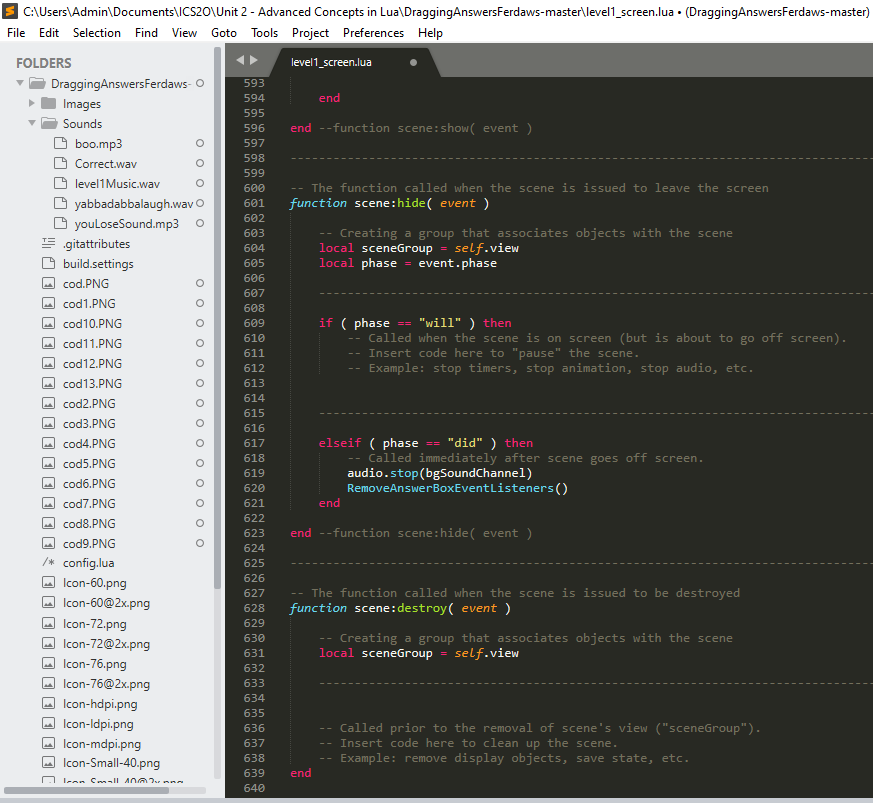 C:\Users\Admin\Documents\ICS2O\Unit 2 - Advanced Concepts in Lua\DraggingAnswersFerdaws-master\level1_screen.lua • (DraggingAnswersFerdaws-master)
File Edit Selection Find View Goto Tools Project Preferences Help
FOLDERS
DraggingAnswersFerdaws-
Images
Sounds
boo.mp3
Correct.wav
level1Music.wav
yabbadabbalaugh.wav
youLoseSound.mp3
.gitattributes
build.settings
cod.PNG
cod1.PNG
cod10.PNG
cod11.PNG
cod12.PNG
cod13.PNG
cod2.PNG
cod3.PNG
cod4.PNG
cod5.PNG
cod6.PNG
cod7.PNG
cod8.PNG
cod9.PNG
/* config.lua
Icon-60.png
Icon-60@2x.png
Icon-72.png
Icon-72@2x.png
Icon-76.png
Icon-76@2x.png
Icon-hdpi.png
Icon-ldpi.png
Icon-mdpi.png
Icon-Small-40.png
Icon-Small-40@2x.png
level1_screen.lua
593
594 end
595
596 end --function scene:show( event )
597
598 --------------------------------------------------------------------------------
599
600 -- The function called when the scene is issued to leave the screen
601 function scene:hide( event )
602
603 -- Creating a group that associates objects with the scene
604 local sceneGroup = self.view
605 local phase = event.phase
606
607 ----------------------------------------------------------------------------
608
609 if ( phase == "will" ) then
610 -- Called when the scene is on screen (but is about to go off screen).
611 -- Insert code here to "pause" the scene.
612 -- Example: stop timers, stop animation, stop audio, etc.
613
614
615 ----------------------------------------------------------------------------
616
617 elseif ( phase == "did" ) then
618 -- Called immediately after scene goes off screen.
619 audio.stop(bgSoundChannel)
620 RemoveAnswerBoxEventListeners()
621 end
622
623 end --function scene:hide( event )
624
625 --------------------------------------------------------------------------------
626
627 -- The function called when the scene is issued to be destroyed
628 function scene:destroy( event )
629
630 -- Creating a group that associates objects with the scene
631 local sceneGroup = self.view
632
633 ----------------------------------------------------------------------------
634
635
636 -- Called prior to the removal of scene's view ("sceneGroup").
637 -- Insert code here to clean up the scene.
638 -- Example: remove display objects, save state, etc.
639 end
640